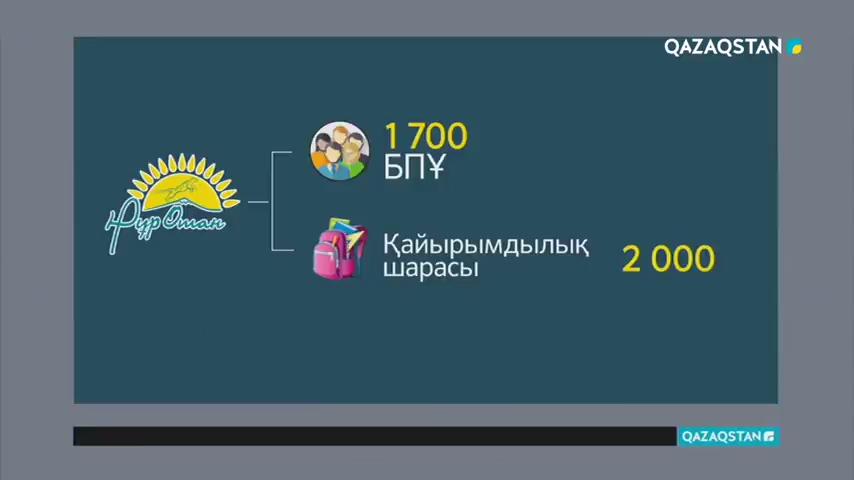 QAZAQSTAN
1 700
БПҰ
Нұр Отан
Қайырымдылық
шарасы
2 000
QAZAQSTAN